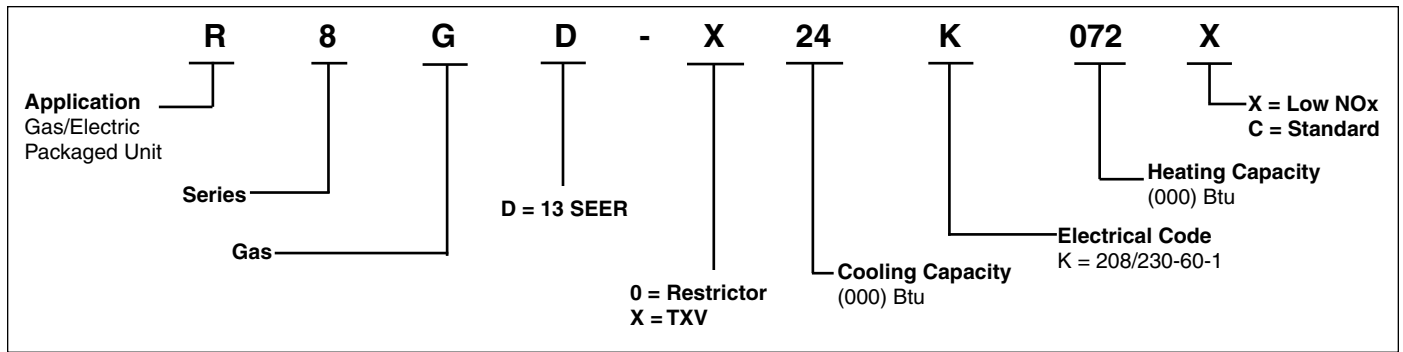 R 8 G D - X 24 K 072 X
Application
Gas/Electric
Packaged Unit
Series
Gas
D = 13 SEER
0 = Restrictor
X = TXV
Cooling Capacity
(000) Btu
Electrical Code
K = 208/230-60-1
Heating Capacity
(000) Btu
X = Low NOx
C = Standard